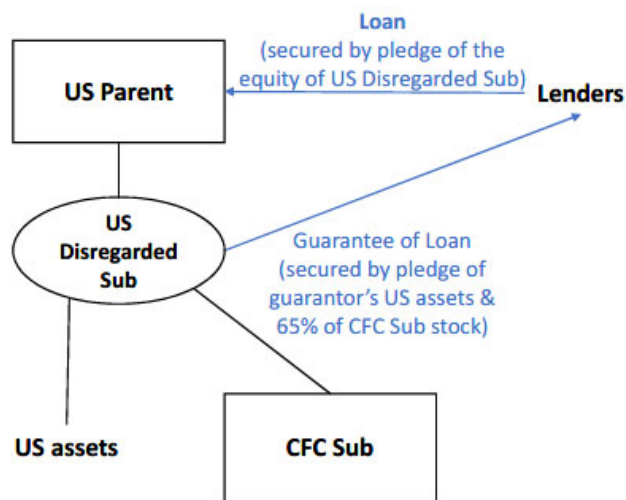 Loan
(secured by pledge of the
equity of US Disregarded Sub)
US Parent
Lenders
US
Disregarded
Sub
Guarantee of Loan
(secured by pledge of
guarantor's US assets &
65% of CFC Sub stock)
US assets
CFC Sub